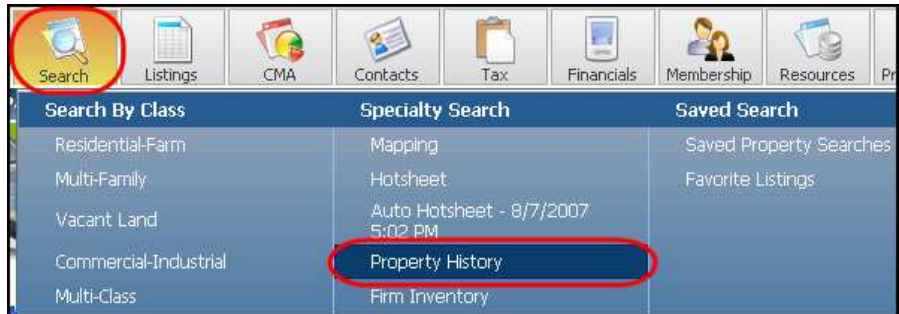 Search
Listings
CMA
Contacts
Tax
Financials
Membership
Resources
Pr
Search By Class
Residential-Farm
Multi-Family
Vacant Land
Commercial-Industrial
Multi-Class
Specialty Search
Mapping
Hotsheet
Auto Hotsheet - 8/7/2007
5:02 PM
Property History
Firm Inventory
Saved Search
Saved Property Searches
Favorite Listings